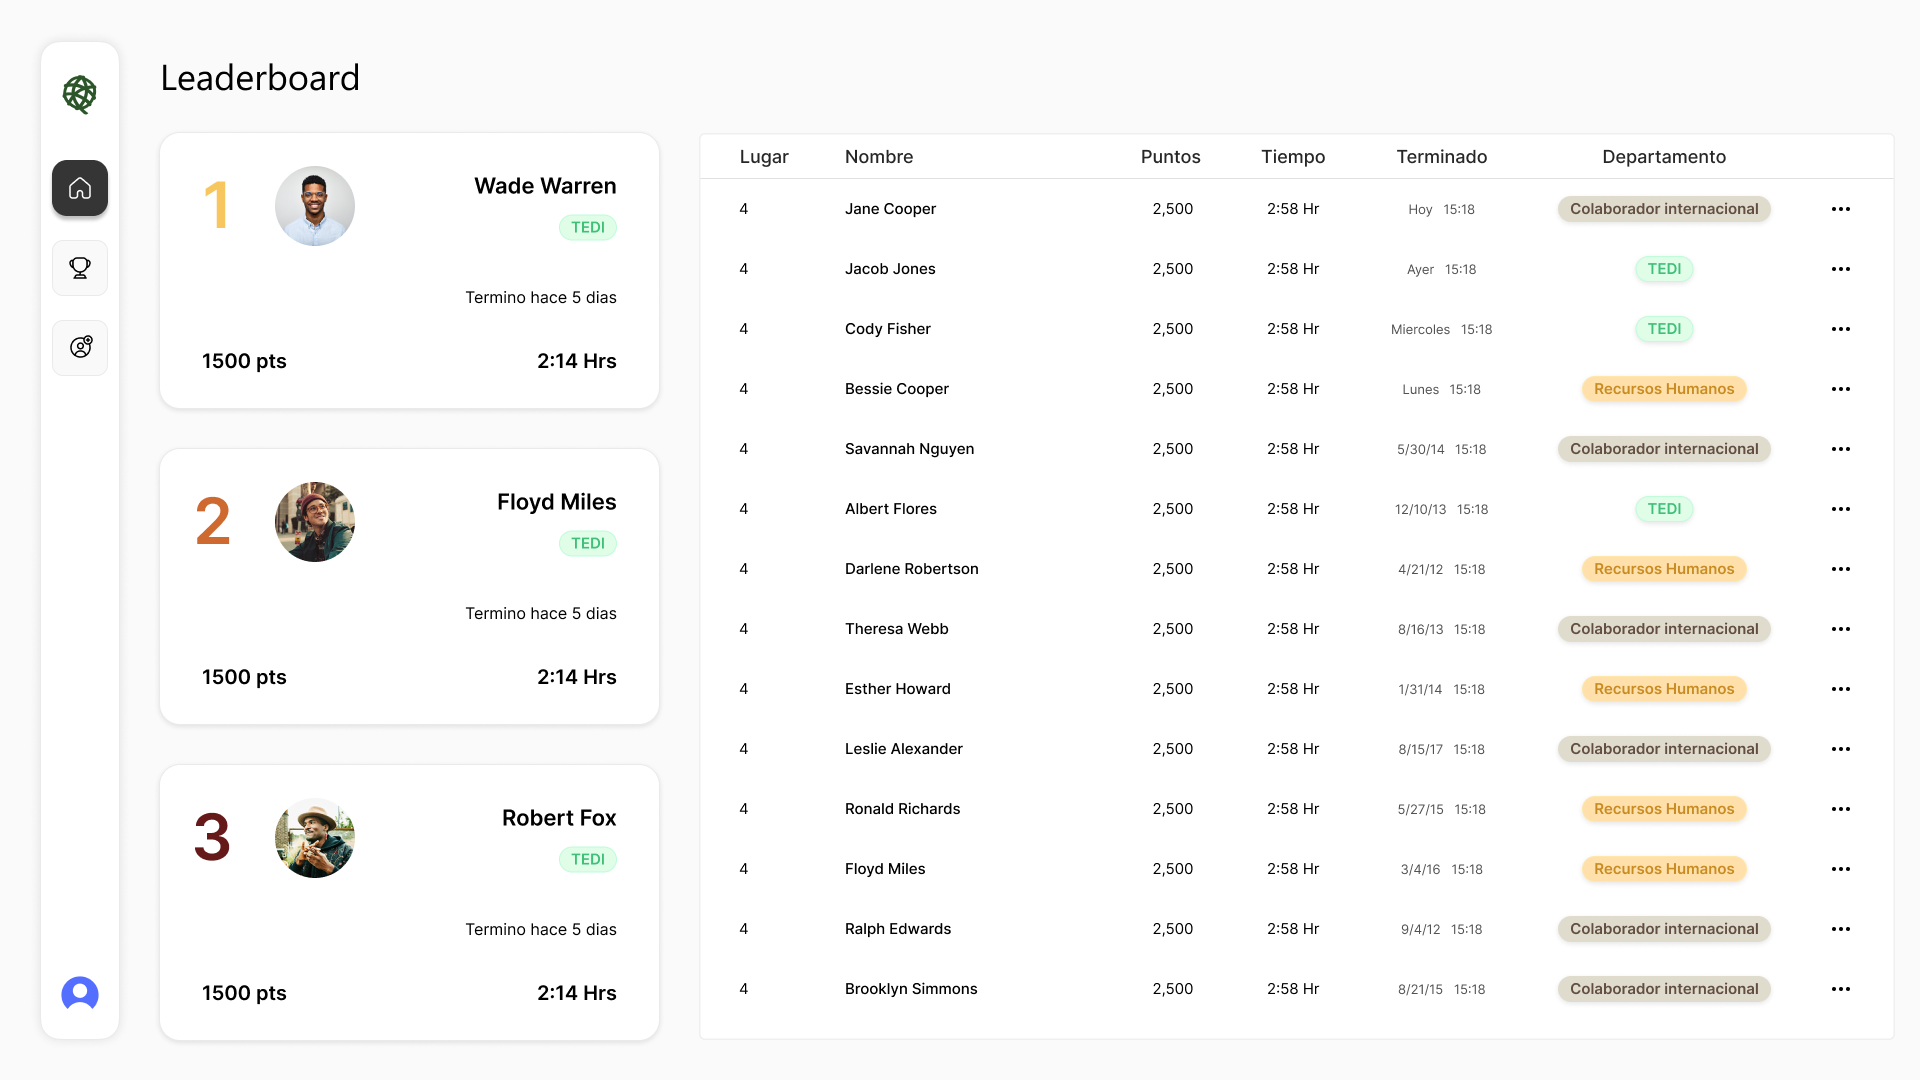 Leaderboard
1
Wade Warren
TEDI
Termino hace 5 dias
1500 pts 2:14 Hrs
2
Floyd Miles
TEDI
Termino hace 5 dias
1500 pts 2:14 Hrs
3
Robert Fox
TEDI
Termino hace 5 dias
1500 pts 2:14 Hrs
Lugar Nombre Puntos Tiempo Terminado Departamento
4 Jane Cooper 2,500 2:58 Hr Hoy 15:18 Colaborador internacional
4 Jacob Jones 2,500 2:58 Hr Ayer 15:18 TEDI
4 Cody Fisher 2,500 2:58 Hr Miercoles 15:18 TEDI
4 Bessie Cooper 2,500 2:58 Hr Lunes 15:18 Recursos Humanos
4 Savannah Nguyen 2,500 2:58 Hr 5/30/14 15:18 Colaborador internacional
4 Albert Flores 2,500 2:58 Hr 12/10/13 15:18 TEDI
4 Darlene Robertson 2,500 2:58 Hr 4/21/12 15:18 Recursos Humanos
4 Theresa Webb 2,500 2:58 Hr 8/16/13 15:18 Colaborador internacional
4 Esther Howard 2,500 2:58 Hr 1/31/14 15:18 Recursos Humanos
4 Leslie Alexander 2,500 2:58 Hr 8/15/17 15:18 Colaborador internacional
4 Ronald Richards 2,500 2:58 Hr 5/27/15 15:18 Recursos Humanos
4 Floyd Miles 2,500 2:58 Hr 3/4/16 15:18 Recursos Humanos
4 Ralph Edwards 2,500 2:58 Hr 9/4/12 15:18 Colaborador internacional
4 Brooklyn Simmons 2,500 2:58 Hr 8/21/15 15:18 Colaborador internacional